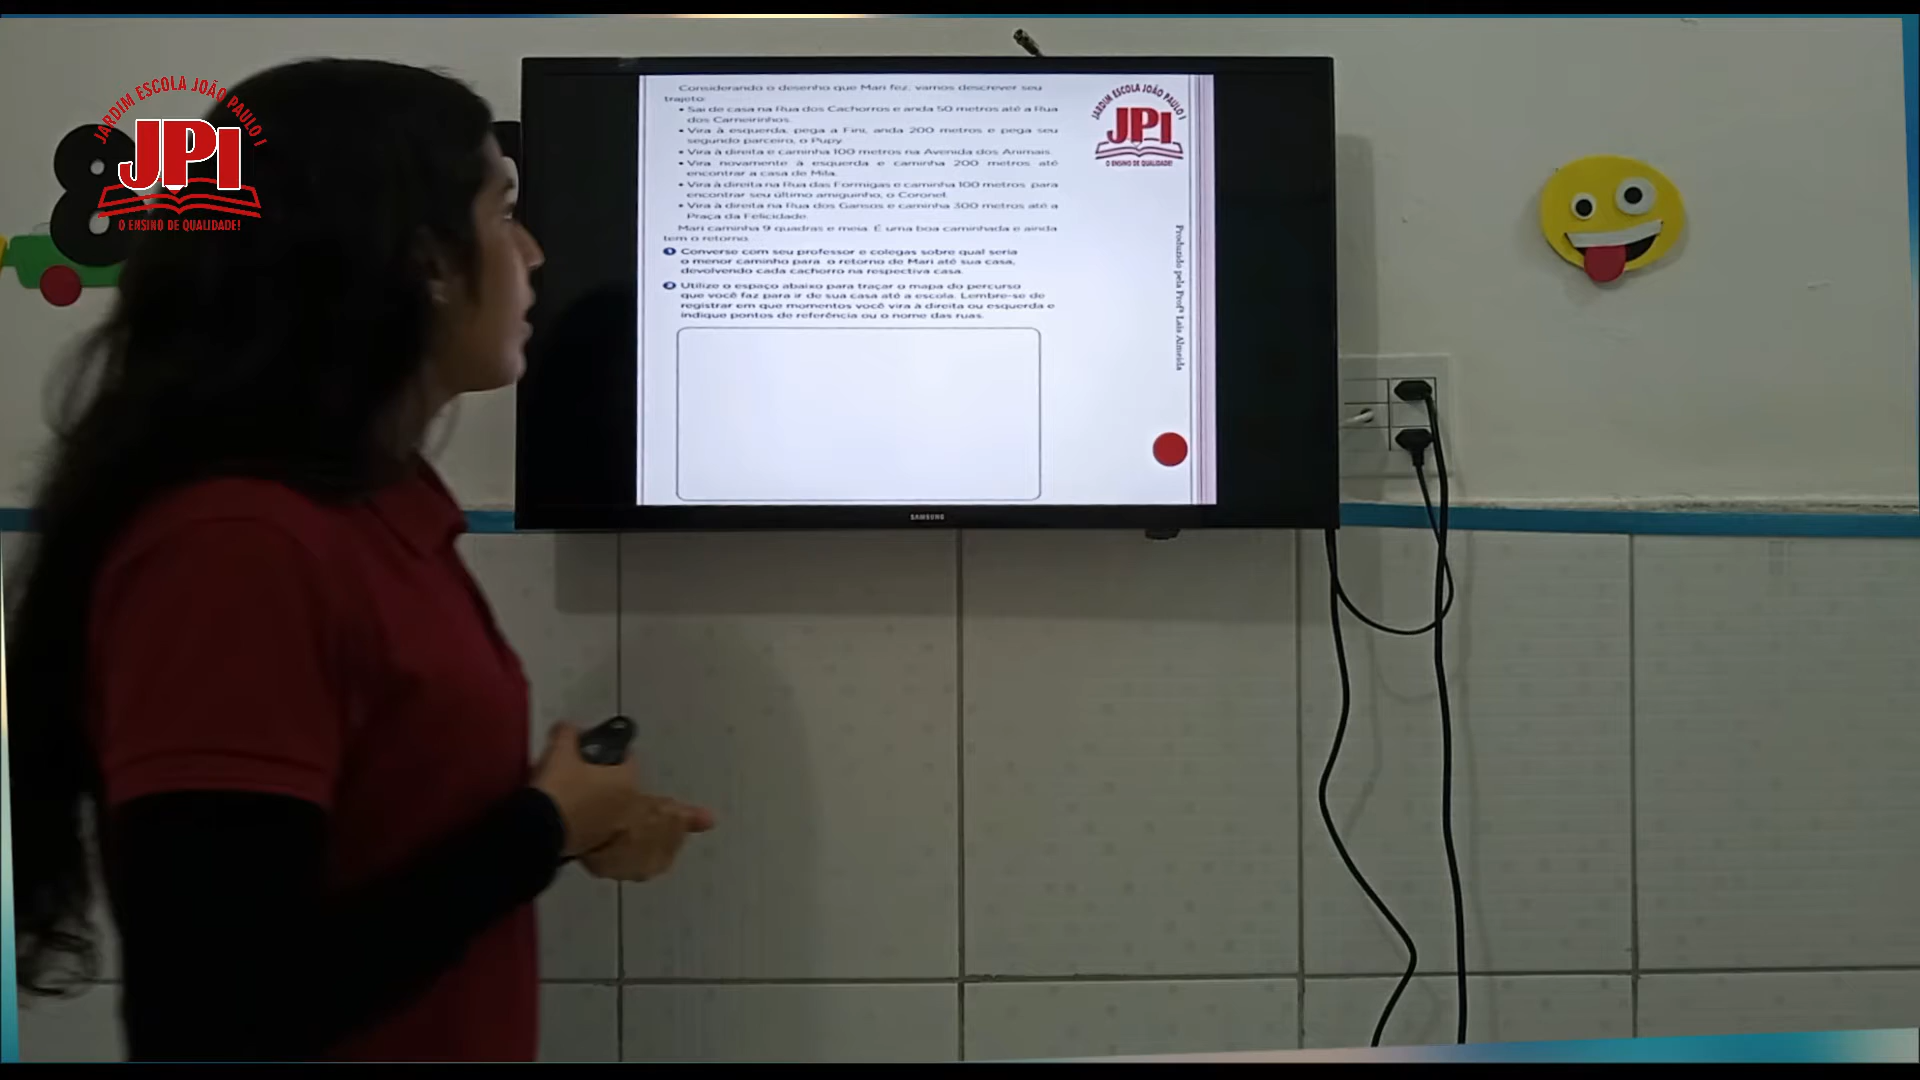 JARDIM ESCOLA JOÃO PAULO I
JPI
O ENSINO DE QUALIDADE!
8
Considerando o desenho que Mari fez, vamos descrever seu
trajeto:
• Sai de casa na Rua dos Cachorros e anda 50 metros até a Rua
dos Carneirinhos.
• Vira à esquerda, pega a Fini, anda 200 metros e pega seu
segundo parceiro, o Pupy.
• Vira à direita e caminha 100 metros na Avenida dos Animais.
• Vira novamente à esquerda e caminha 200 metros até
encontrar a casa de Mila.
• Vira à direita na Rua das Formigas e caminha 100 metros para
encontrar seu último amiguinho, o Coronel.
• Vira à direita na Rua dos Gansos e caminha 300 metros até a
Praça da Felicidade.
Mari caminha 9 quadras e meia. É uma boa caminhada e ainda
tem o retorno.
1 Converse com seu professor e colegas sobre qual seria
o menor caminho para o retorno de Mari até sua casa,
devolvendo cada cachorro na respectiva casa.
2 Utilize o espaço abaixo para traçar o mapa do percurso
que você faz para ir de sua casa até a escola. Lembre-se de
registrar em que momentos você vira à direita ou esquerda e
indique pontos de referência ou o nome das ruas.
JARDIM ESCOLA JOÃO PAULO I
JPI
O ENSINO DE QUALIDADE!
Produzido pela Profª Laís Almeida
SAMSUNG